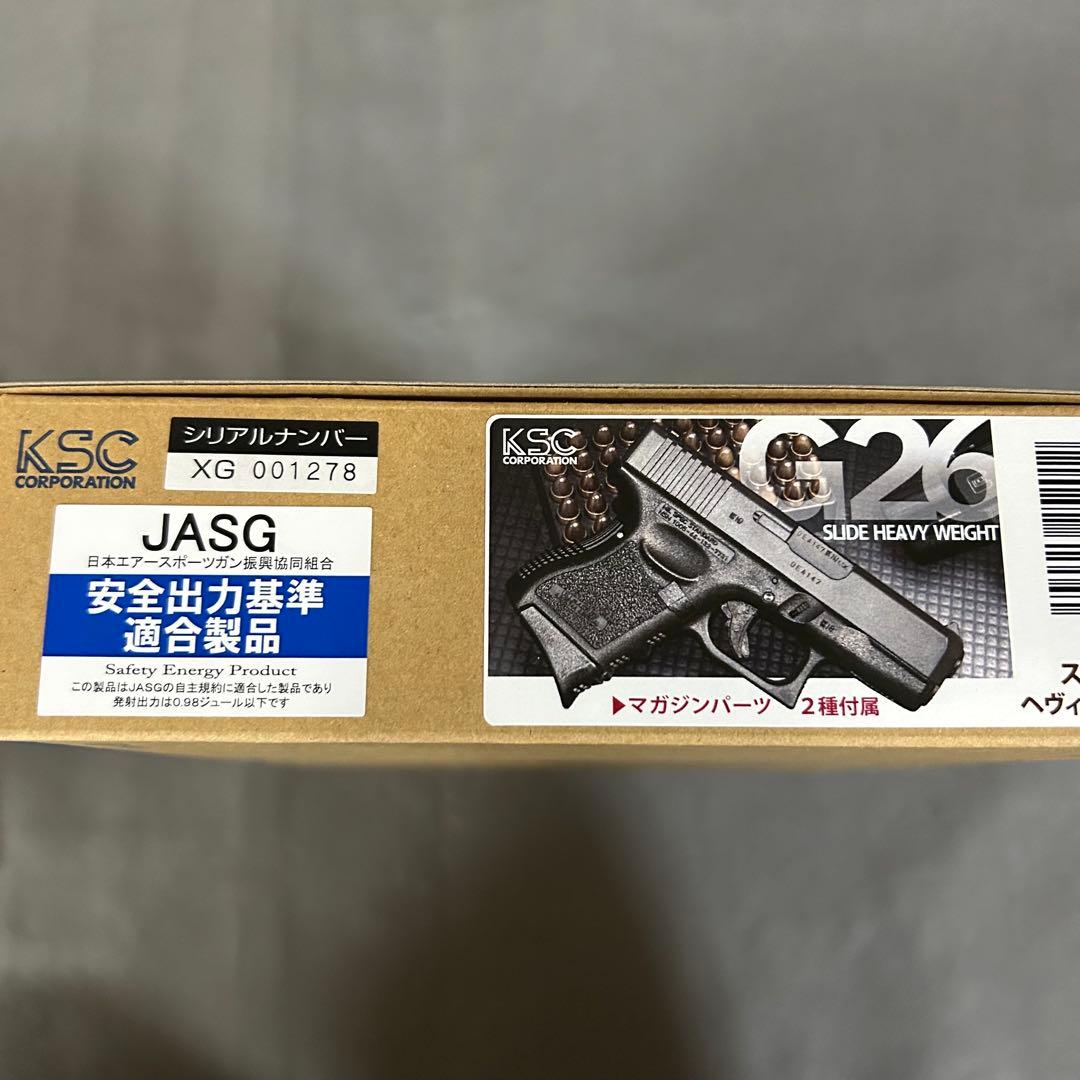 KSC
CORPORATION
シリアルナンバー
XG 001278
JASG
日本エアースポーツガン振興協同組合
安全出力基準
適合製品
Safety Energy Product
この製品はJASGの自主規約に適合した製品であり
発射出力は0.98ジュール以下です
KSC
CORPORATION
G26
SLIDE HEAVY WEIGHT
▶マガジンパーツ 2種付属
ス
ヘヴィ